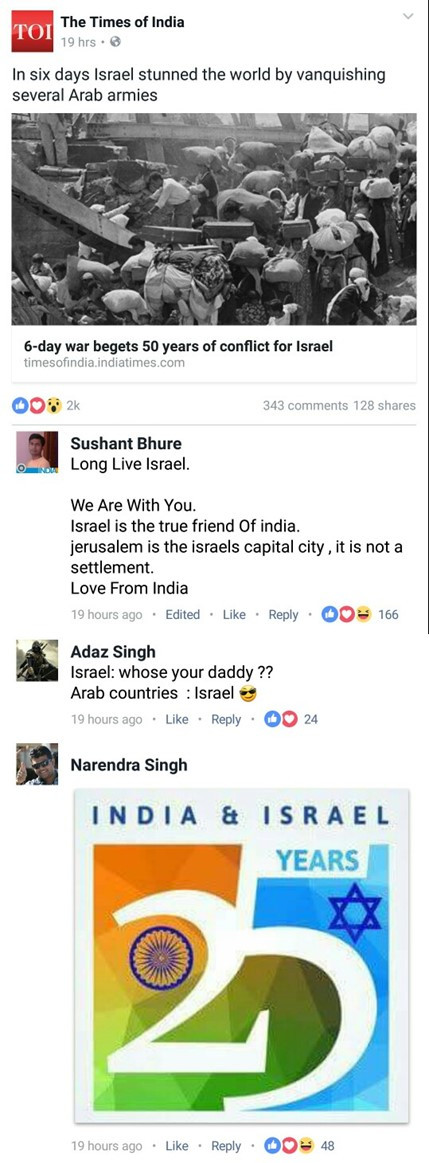 TOI
The Times of India
19 hrs •
In six days Israel stunned the world by vanquishing
several Arab armies
6-day war begets 50 years of conflict for Israel
timesofindia.indiatimes.com
2k 343 comments 128 shares
Sushant Bhure
Long Live Israel.
We Are With You.
Israel is the true friend Of india.
jerusalem is the israels capital city , it is not a
settlement.
Love From India
19 hours ago • Edited • Like • Reply • 166
Adaz Singh
Israel: whose your daddy ??
Arab countries : Israel 😎
19 hours ago • Like • Reply • 24
Narendra Singh
INDIA & ISRAEL
YEARS
25
19 hours ago • Like • Reply • 48